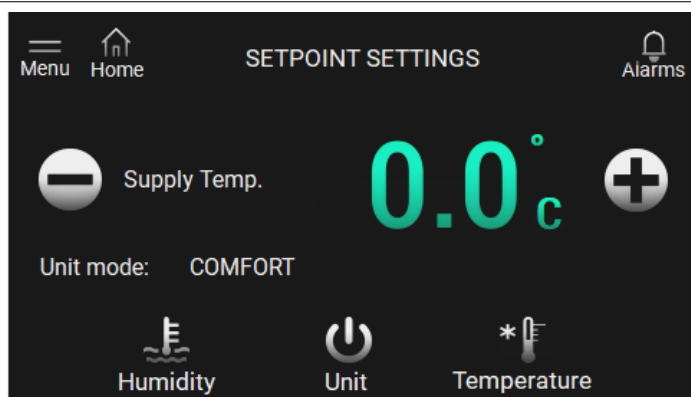 SETPOINT SETTINGS
Menu Home Alarms
Supply Temp. 0.0°c
Unit mode: COMFORT
Humidity Unit Temperature